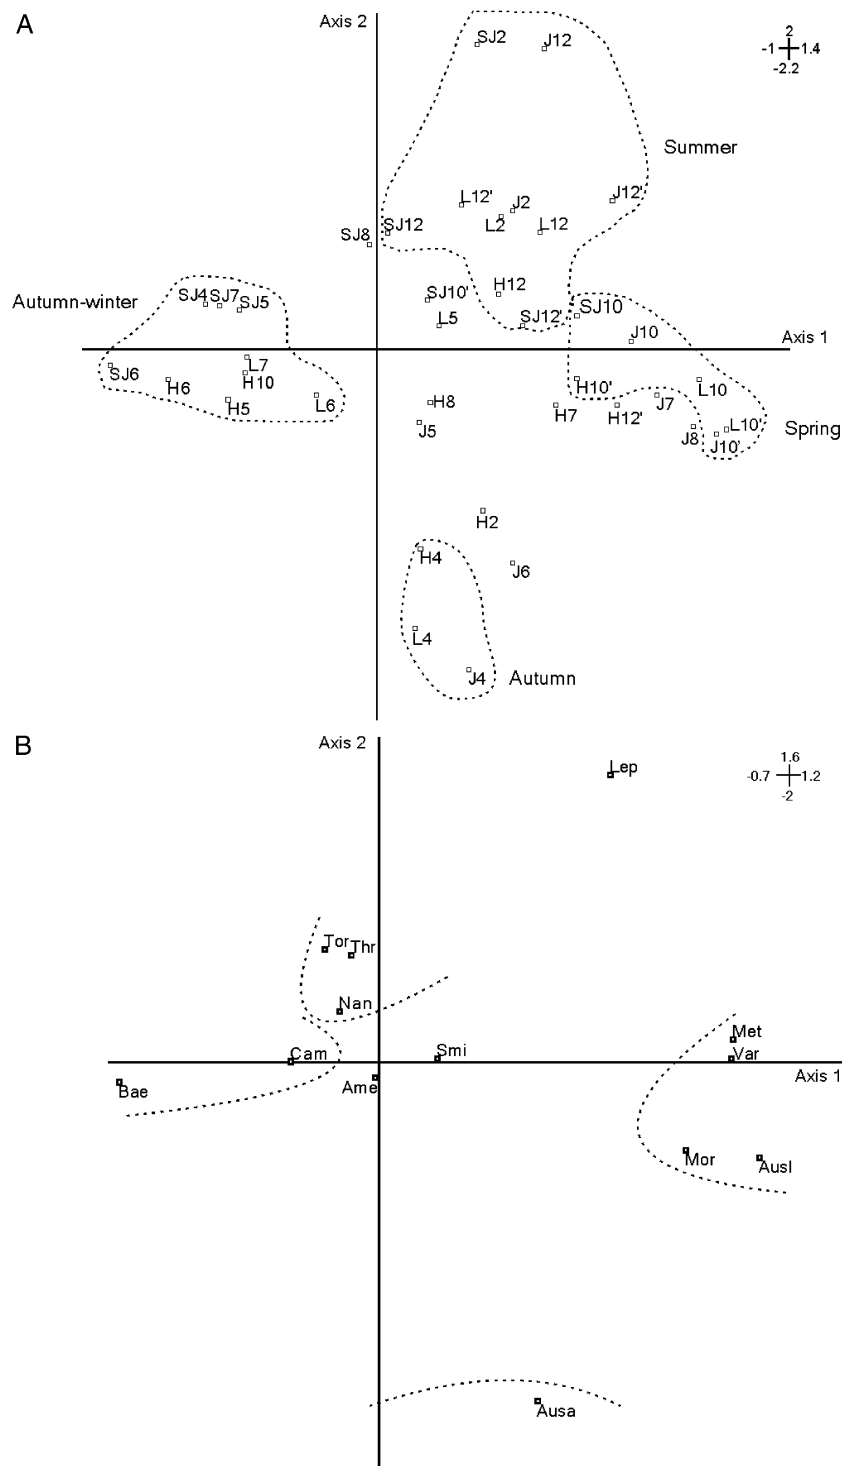 A
Axis 2
SJ2
J12
2
-1 1.4
-2.2
Summer
L12'
J2
J12'
SJ12
L2
L12
SJ8
SJ10'
H12
SJ4 SJ7 SJ5
Autumn-winter
SJ10
L5
SJ12'
J10
Axis 1
L7
SJ6
H6
H10
H10'
L10
H5
L6
H8
H7
H12'
J7
J5
J8
L10'
J10'
Spring
H2
H4
J6
L4
J4
Autumn
B
Axis 2
Lep
1.6
-0.7 1.2
-2
Tor Thr
Nan
Met
Cam
Smi
Var
Bae
Ame
Axis 1
Mor
Ausl
Ausa